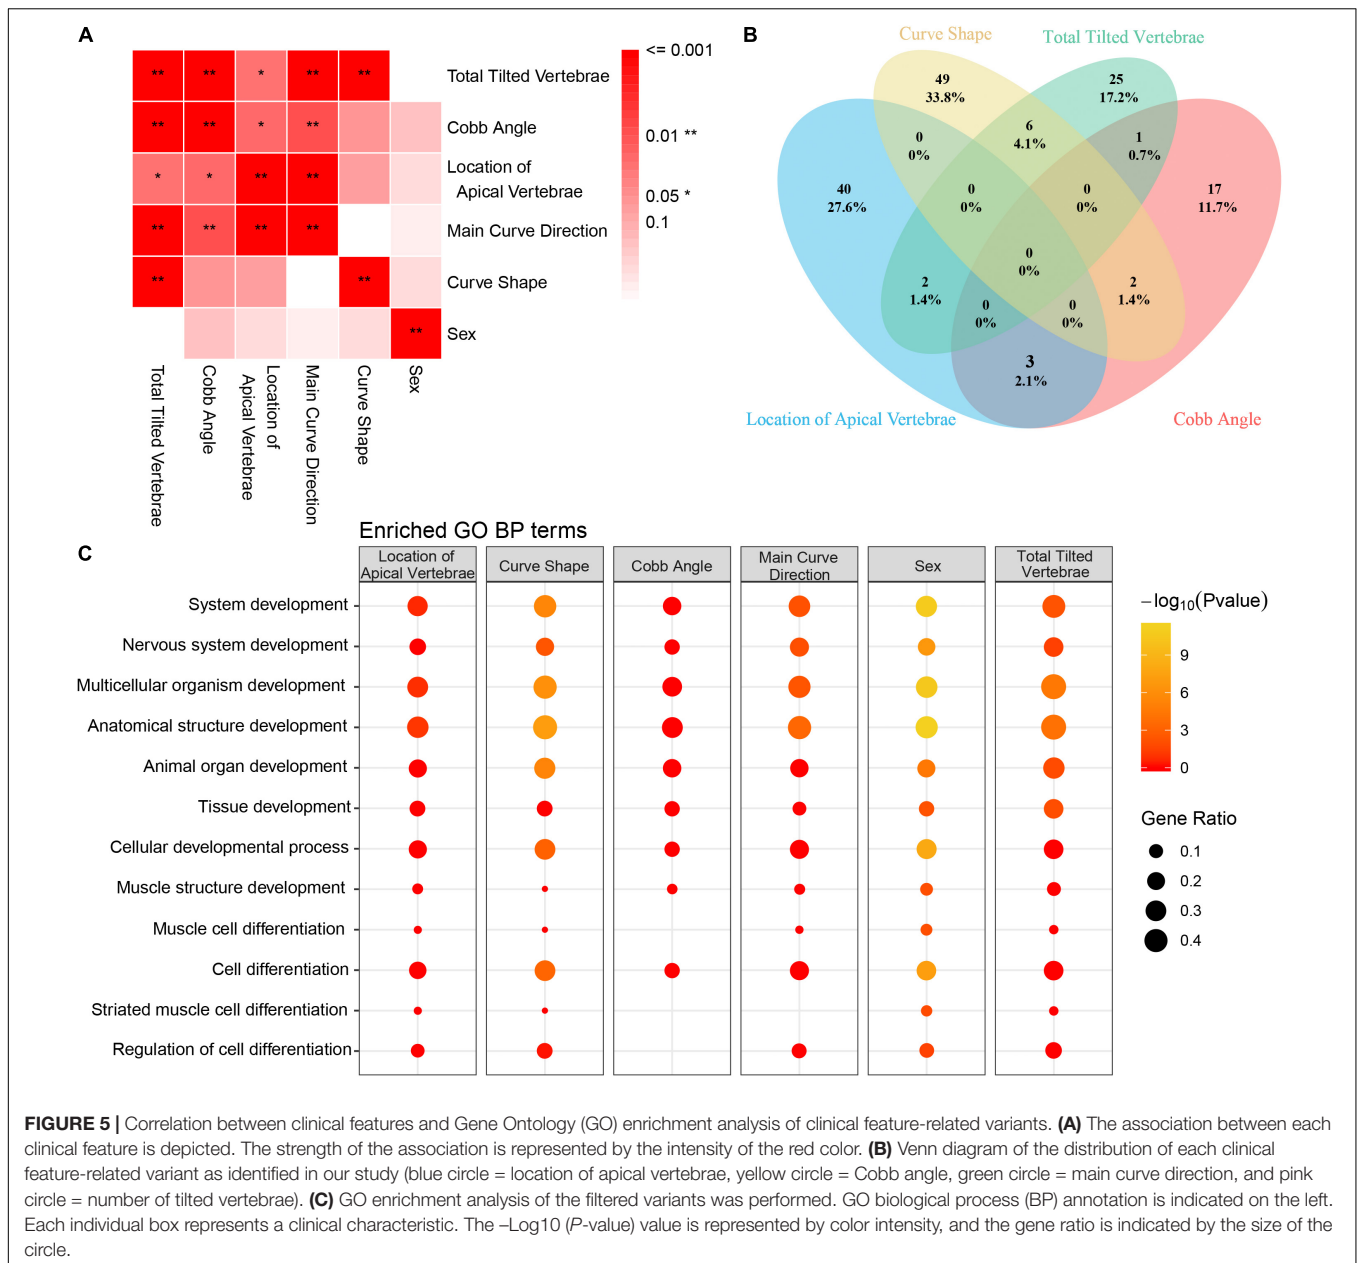 A
** ** * ** **
** ** * **
* * ** **
** ** ** **
** **
**
Total Tilted Vertebrae
Cobb Angle
Location of
Apical Vertebrae
Main Curve Direction
Curve Shape
Sex
Total Tilted Vertebrae
Cobb Angle
Location of
Apical Vertebrae
Main Curve Direction
Curve Shape
Sex
<= 0.001
0.01 **
0.05 *
0.1
B
Curve Shape
Total Tilted Vertebrae
49
33.8%
25
17.2%
6
4.1%
0
0%
1
0.7%
40
27.6%
0
0%
0
0%
17
11.7%
0
0%
2
1.4%
2
1.4%
0
0%
0
0%
3
2.1%
Location of Apical Vertebrae
Cobb Angle
C
Enriched GO BP terms
Location of
Apical Vertebrae
Curve Shape
Cobb Angle
Main Curve
Direction
Sex
Total Tilted
Vertebrae
System development
Nervous system development
Multicellular organism development
Anatomical structure development
Animal organ development
Tissue development
Cellular developmental process
Muscle structure development
Muscle cell differentiation
Cell differentiation
Striated muscle cell differentiation
Regulation of cell differentiation
−log10(Pvalue)
9
6
3
0
Gene Ratio
0.1
0.2
0.3
0.4
FIGURE 5 | Correlation between clinical features and Gene Ontology (GO) enrichment analysis of clinical feature-related variants. (A) The association between each
clinical feature is depicted. The strength of the association is represented by the intensity of the red color. (B) Venn diagram of the distribution of each clinical
feature-related variant as identified in our study (blue circle = location of apical vertebrae, yellow circle = Cobb angle, green circle = main curve direction, and pink
circle = number of tilted vertebrae). (C) GO enrichment analysis of the filtered variants was performed. GO biological process (BP) annotation is indicated on the left.
Each individual box represents a clinical characteristic. The –Log10 (P-value) value is represented by color intensity, and the gene ratio is indicated by the size of the
circle.